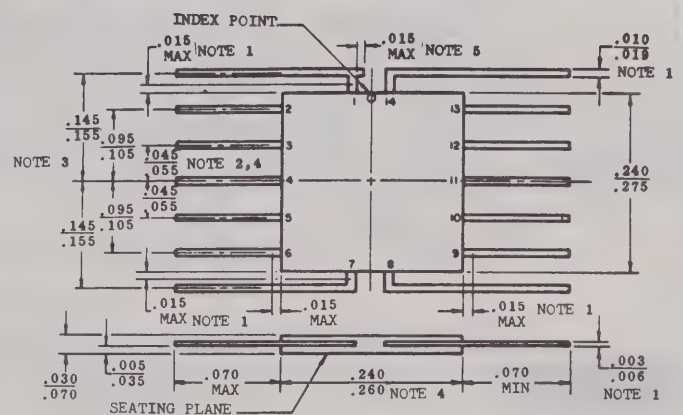 INDEX POINT
.015
MAX NOTE 1
.015
MAX NOTE 5
.010
.019 NOTE 1
1 14
2 13
.145
.155
.095
.105
3 12
.045
.055 NOTE 2,4
NOTE 3
4 11
.240
.275
.045
.055
.095
.105
5 10
.145
.155
6 9
7 8
.015
MAX NOTE 1
.015
MAX
.015
MAX NOTE 1
.030
.070
.005
.035
.070
MAX
.240
.260 NOTE 4
.070
MIN
.003
.006
NOTE 1
SEATING PLANE